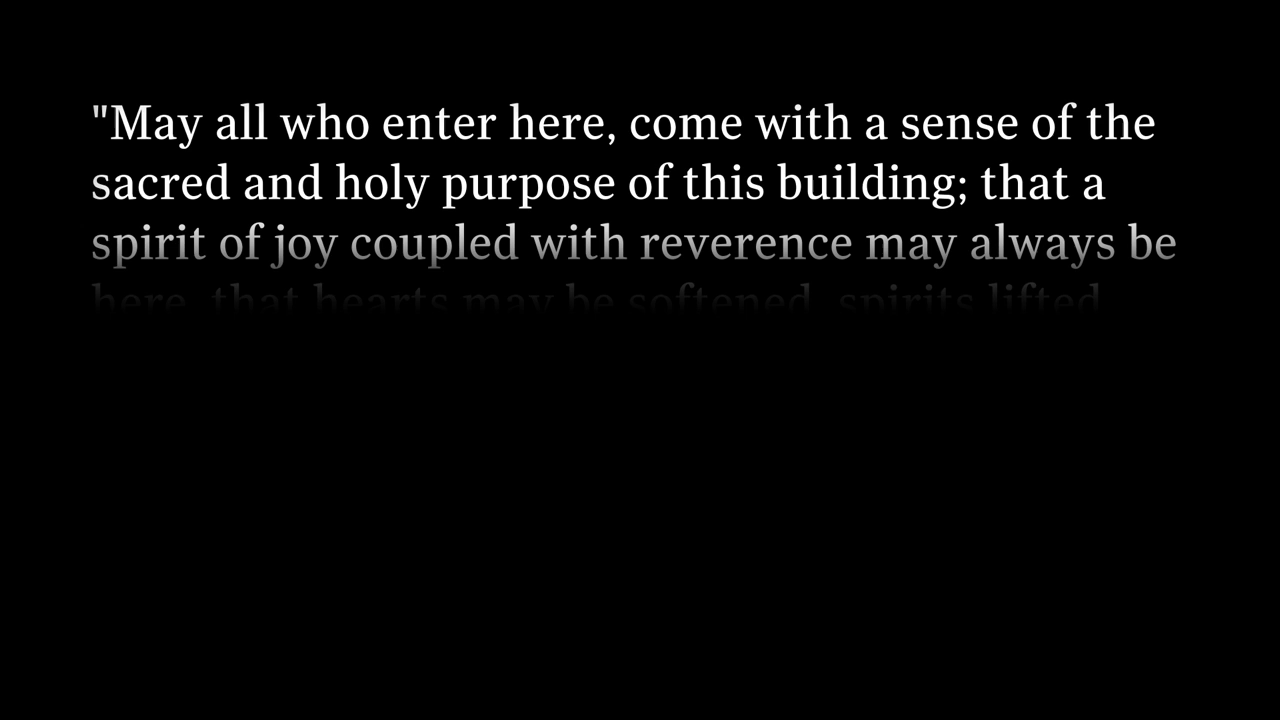 "May all who enter here, come with a sense of the
sacred and holy purpose of this building; that a
spirit of joy coupled with reverence may always be
here, that hearts may be softened, spirits lifted